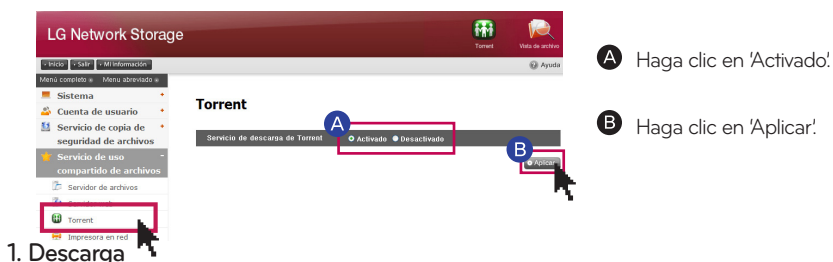 LG Network Storage
Torrent
Vista de archivo
Inicio Salir Mi información
Ayuda
Menú completo Menú abreviado
Sistema
Cuenta de usuario
Servicio de copia de
seguridad de archivos
Servicio de uso
compartido de archivos
Servidor de archivos
Torrent
Impresora en red
Torrent
A
Servicio de descarga de Torrent Activado Desactivado
B
Aplicar
A Haga clic en 'Activado'.
B Haga clic en 'Aplicar'.
1. Descarga